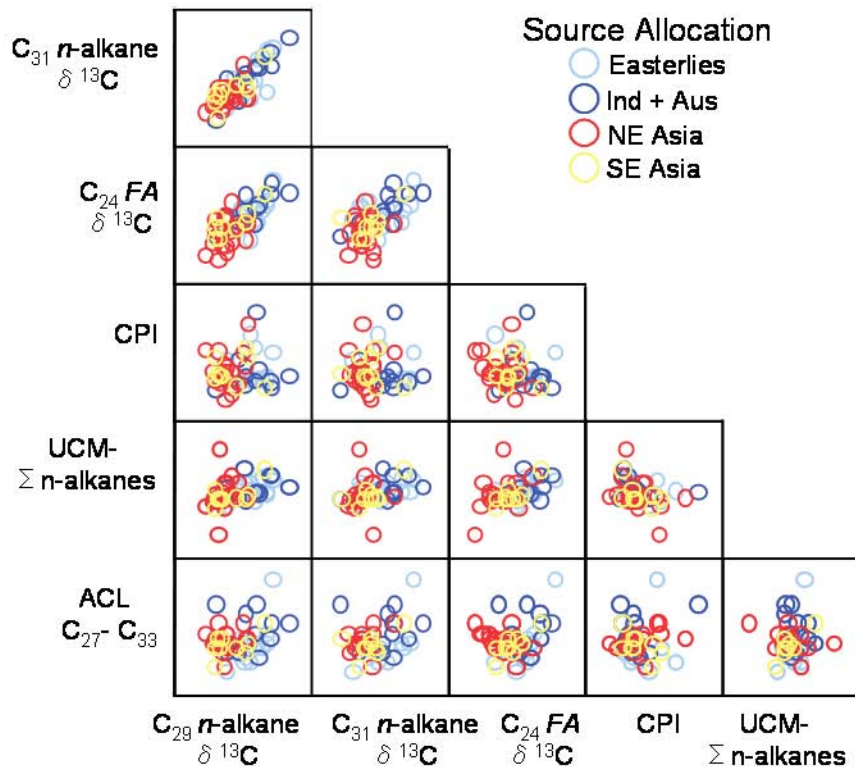 C31 n-alkane
δ 13C
Source Allocation
Easterlies
Ind + Aus
NE Asia
SE Asia
C24 FA
δ 13C
CPI
UCM-
Σ n-alkanes
ACL
C27- C33
C29 n-alkane
δ 13C
C31 n-alkane
δ 13C
C24 FA
δ 13C
CPI
UCM-
Σ n-alkanes